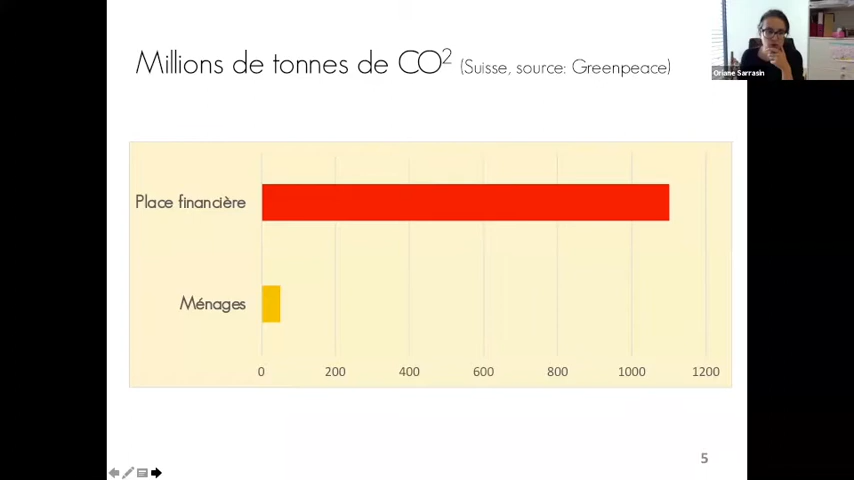 Millions de tonnes de CO² (Suisse, source: Greenpeace)
Oriane Sarrasin
Place financière
Ménages
0 200 400 600 800 1000 1200
5